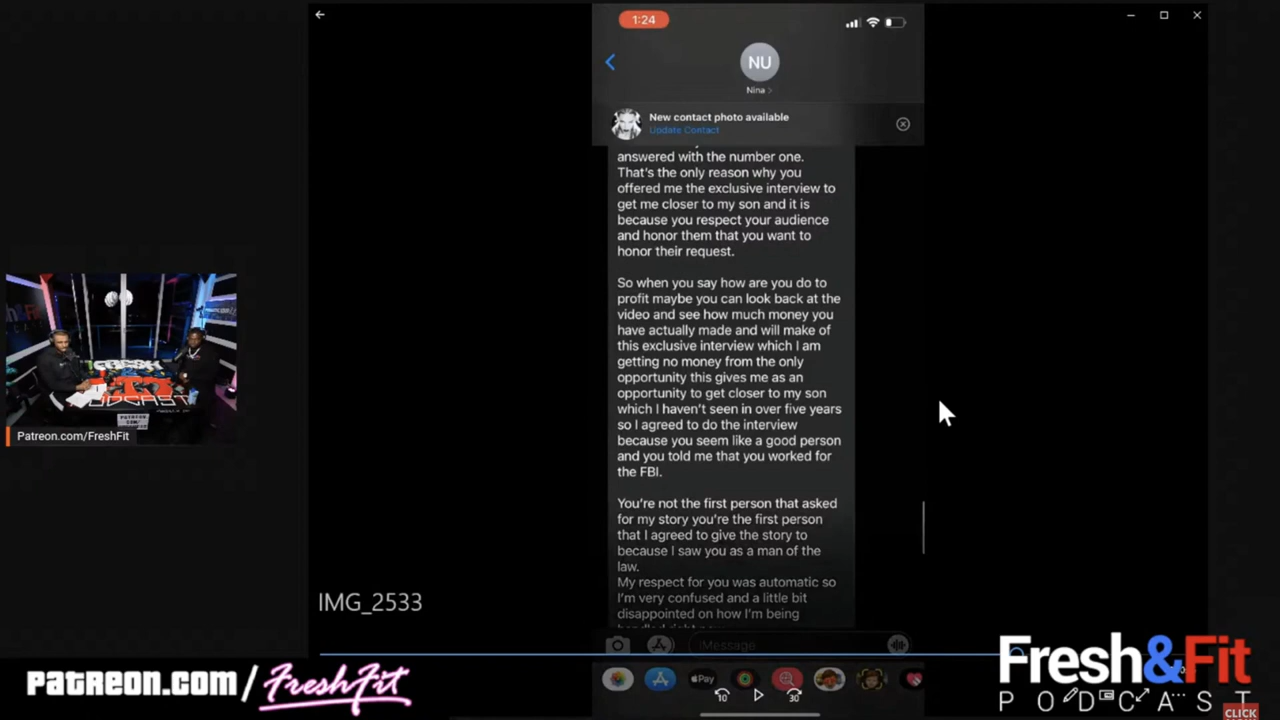 1:24
NU
Nina >
New contact photo available
Update Contact
answered with the number one.
That's the only reason why you
offered me the exclusive interview to
get me closer to my son and it is
because you respect your audience
and honor them that you want to
honor their request.
So when you say how are you do to
profit maybe you can look back at the
video and see how much money you
have actually made and will make of
this exclusive interview which I am
getting no money from the only
opportunity this gives me as an
opportunity to get closer to my son
which I haven't seen in over five years
so I agreed to do the interview
because you seem like a good person
and you told me that you worked for
the FBI.
You're not the first person that asked
for my story you're the first person
that I agreed to give the story to
because I saw you as a man of the
law.
My respect for you was automatic so
I'm very confused and a little bit
disappointed on how I'm being
iMessage
Pay
10
30
FRESH
PODCAST
Patreon.com/FreshFit
IMG_2533
PATREON.COM/FreshFit
Fresh&Fit
PODCAST
CLICK